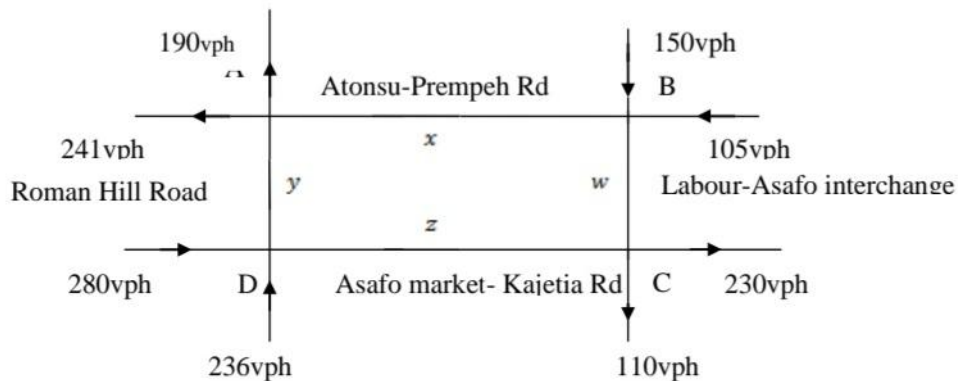 190vph
150vph
A
Atonsu-Prempeh Rd
B
241vph
x
105vph
Roman Hill Road
y
w
Labour-Asafo interchange
z
280vph
D
Asafo market- Kajetia Rd
C
230vph
236vph
110vph